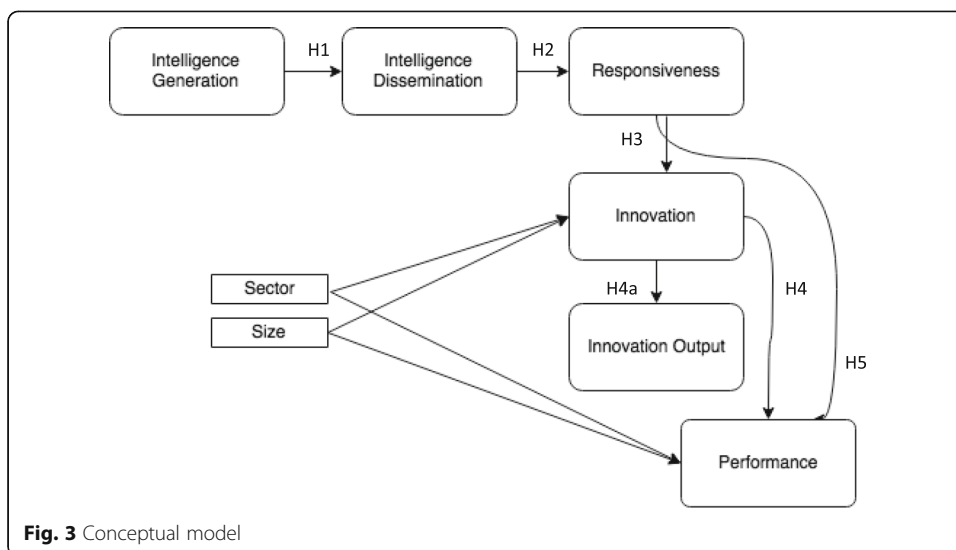 Intelligence
Generation
H1
Intelligence
Dissemination
H2
Responsiveness
H3
Innovation
Sector
Size
H4a
H4
Innovation Output
H5
Performance
Fig. 3 Conceptual model